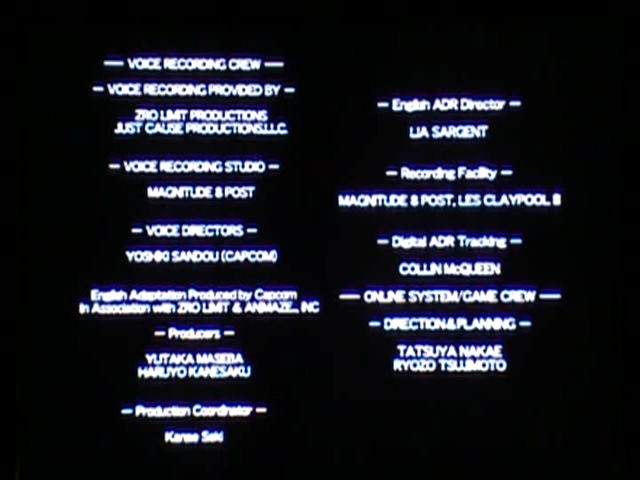 — VOICE RECORDING CREW —
— VOICE RECORDING PROVIDED BY —
ZRO LIMIT PRODUCTIONS
JUST CAUSE PRODUCTIONS,LLC.
— VOICE RECORDING STUDIO —
MAGNITUDE 8 POST
— VOICE DIRECTORS —
YOSHIKI SANDOU (CAPCOM)
English Adaptation Produced by Capcom
In Association with ZRO LIMIT & ANIMAZE.., INC
— Producers —
YUTAKA MASEBA
HARUYO KANESAKU
— Production Coordinator —
Kanae Seki
— English ADR Director —
LIA SARGENT
— Recording Facility —
MAGNITUDE 8 POST, LES CLAYPOOL II
— Digital ADR Tracking —
COLLIN McQUEEN
— ONLINE SYSTEM/GAME CREW —
— DIRECTION&PLANNING —
TATSUYA NAKAE
RYOZO TSUJIMOTO